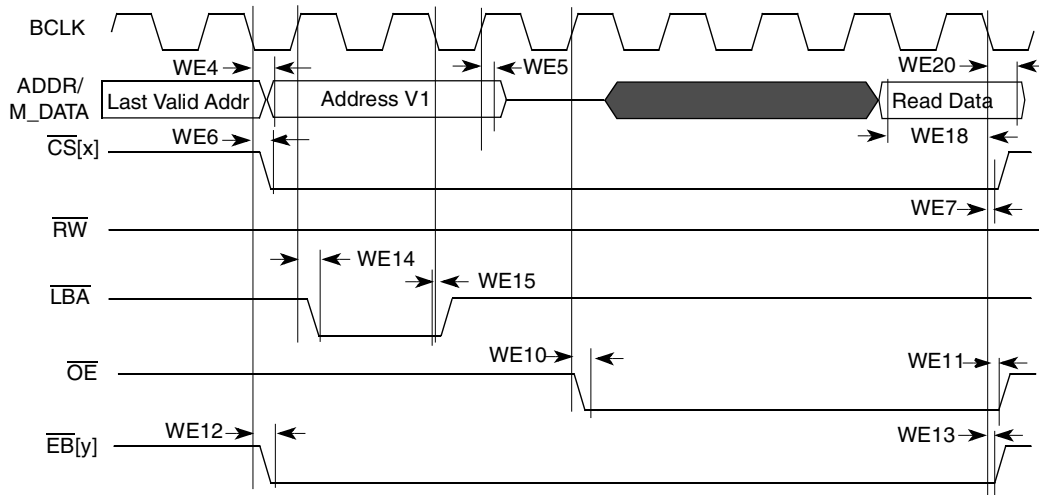 BCLK
WE4
WE5
WE20
ADDR/
M_DATA
Last Valid Addr
Address V1
Read Data
WE6
WE18
CS[x]
WE7
RW
WE14
WE15
LBA
WE10
WE11
OE
WE12
WE13
EB[y]